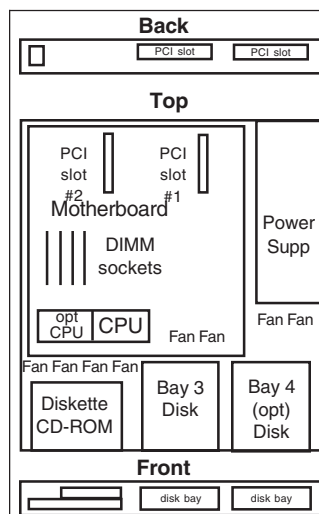 Back
PCI slot PCI slot
Top
PCI slot #2
PCI slot #1
Motherboard
DIMM sockets
Power Supp
opt CPU
CPU
Fan Fan
Fan Fan
Fan Fan Fan Fan
Diskette CD-ROM
Bay 3 Disk
Bay 4 (opt) Disk
Front
disk bay disk bay